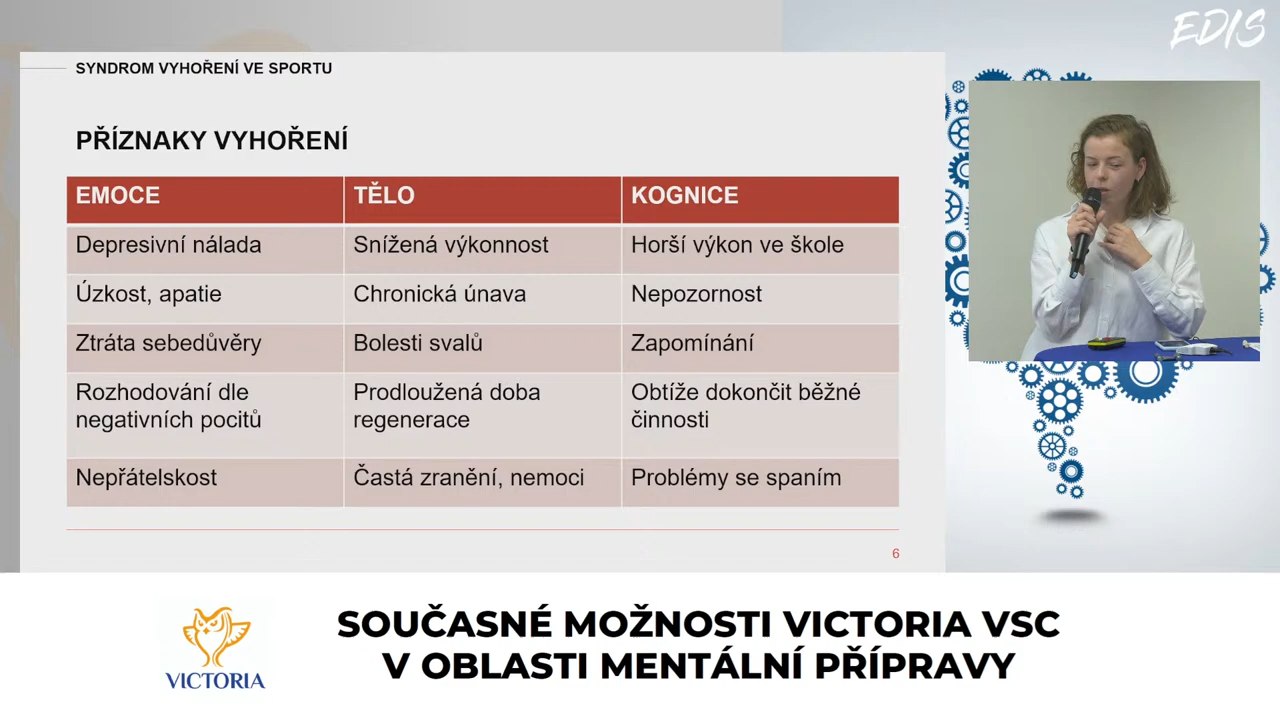 EDIS
SYNDROM VYHOŘENÍ VE SPORTU
PŘÍZNAKY VYHOŘENÍ
EMOCE
TĚLO
KOGNICE
Depresivní nálada
Snížená výkonnost
Horší výkon ve škole
Úzkost, apatie
Chronická únava
Nepozornost
Ztráta sebedůvěry
Bolesti svalů
Zapomínání
Rozhodování dle
negativních pocitů
Prodloužená doba
regenerace
Obtíže dokončit běžné
činnosti
Nepřátelskost
Častá zranění, nemoci
Problémy se spaním
6
VICTORIA
SOUČASNÉ MOŽNOSTI VICTORIA VSC
V OBLASTI MENTÁLNÍ PŘÍPRAVY